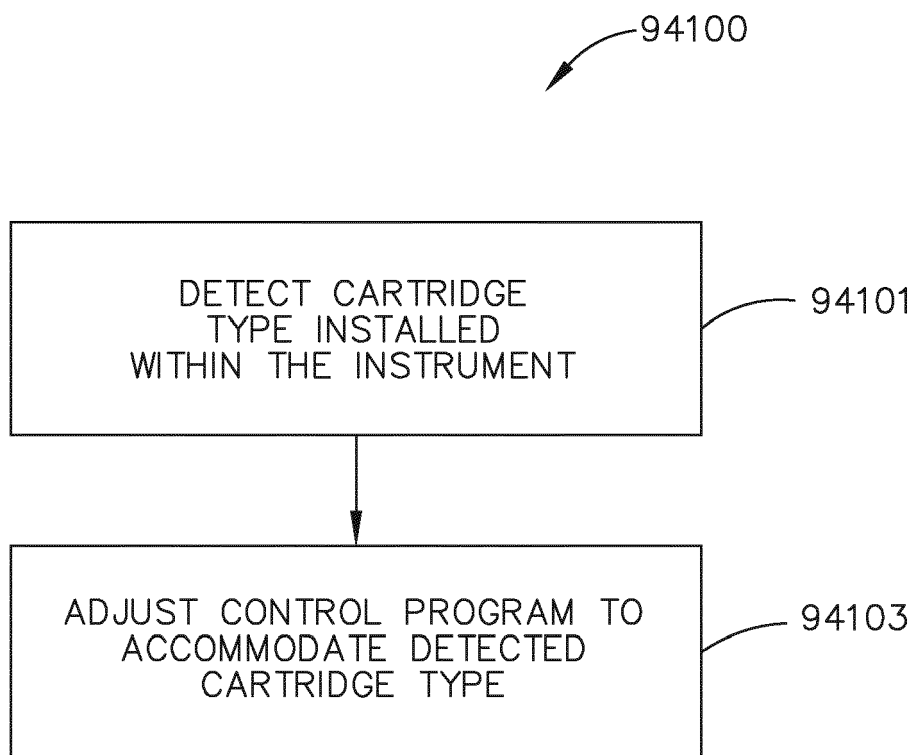 94100
DETECT CARTRIDGE
TYPE INSTALLED
WITHIN THE INSTRUMENT
94101
ADJUST CONTROL PROGRAM TO
ACCOMMODATE DETECTED
CARTRIDGE TYPE
94103